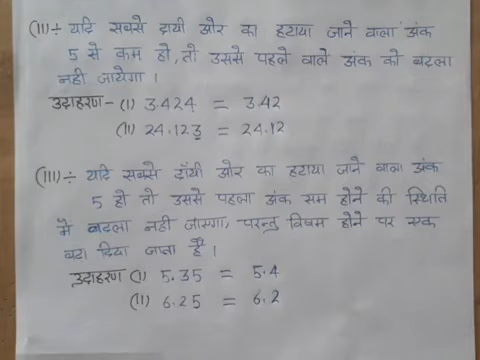 (II)÷ यदि सबसे दायी ओर का हटाया जाने वाला अंक
5 से कम हो, तो उससे पहले वाले अंक को बदला
नही जायेगा।
उदाहरण- (I) 3.424 = 3.42
(II) 24.123 = 24.12
(III)÷ यदि सबसे दाँयी ओर का हटाया जाने वाला अंक
5 हो तो उससे पहला अंक सम होने की स्थिति
मे बदला नही जाएगा, परन्तु विषम होने पर एक
बढा दिया जाता है।
उदाहरण (I) 5.35 = 5.4
(II) 6.25 = 6.2